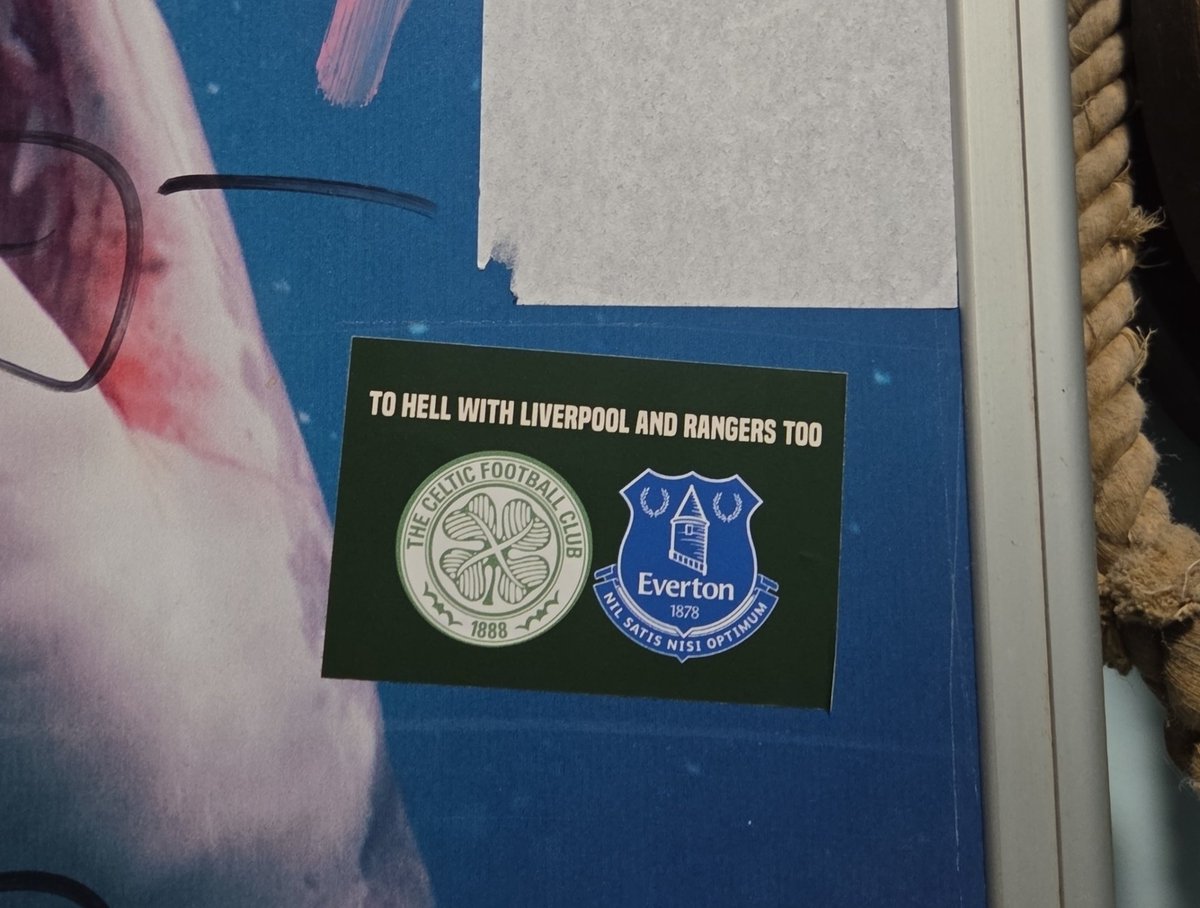 TO HELL WITH LIVERPOOL AND RANGERS TOO
THE CELTIC FOOTBALL CLUB
1888
Everton
1878
NIL SATIS NISI OPTIMUM